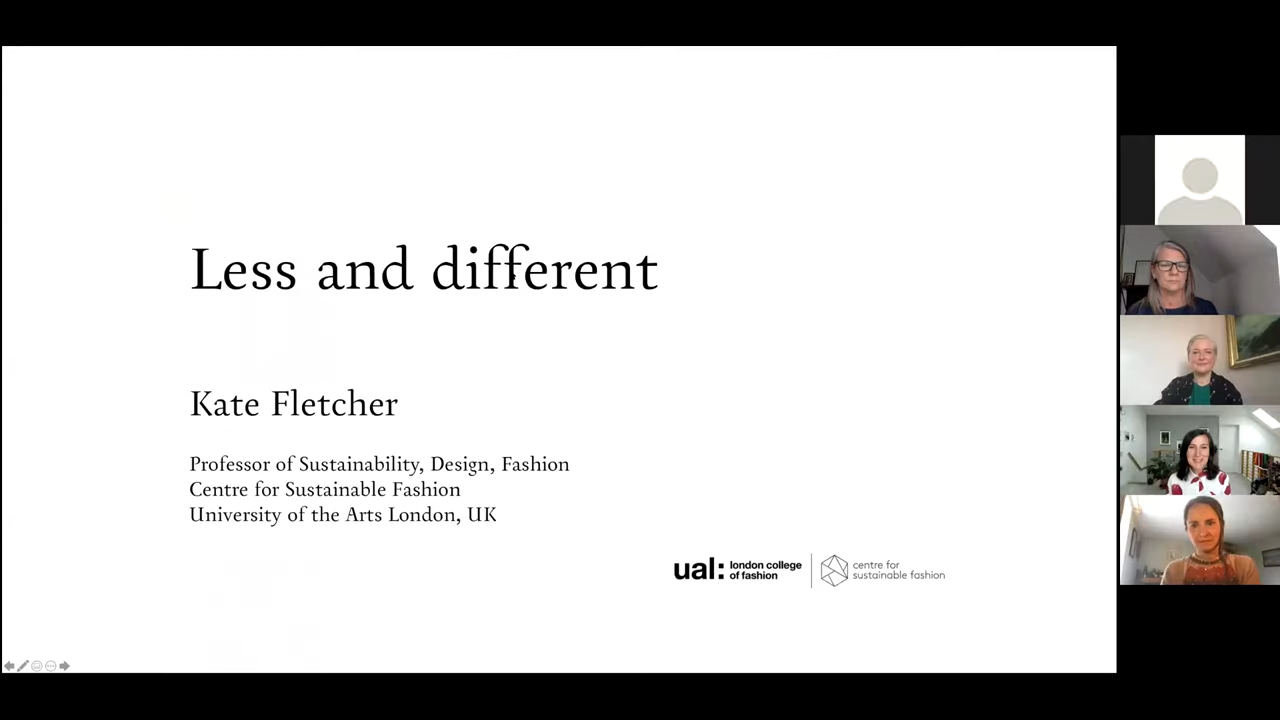 Less and different
Kate Fletcher
Professor of Sustainability, Design, Fashion
Centre for Sustainable Fashion
University of the Arts London, UK
ual: london college
of fashion
centre for
sustainable fashion